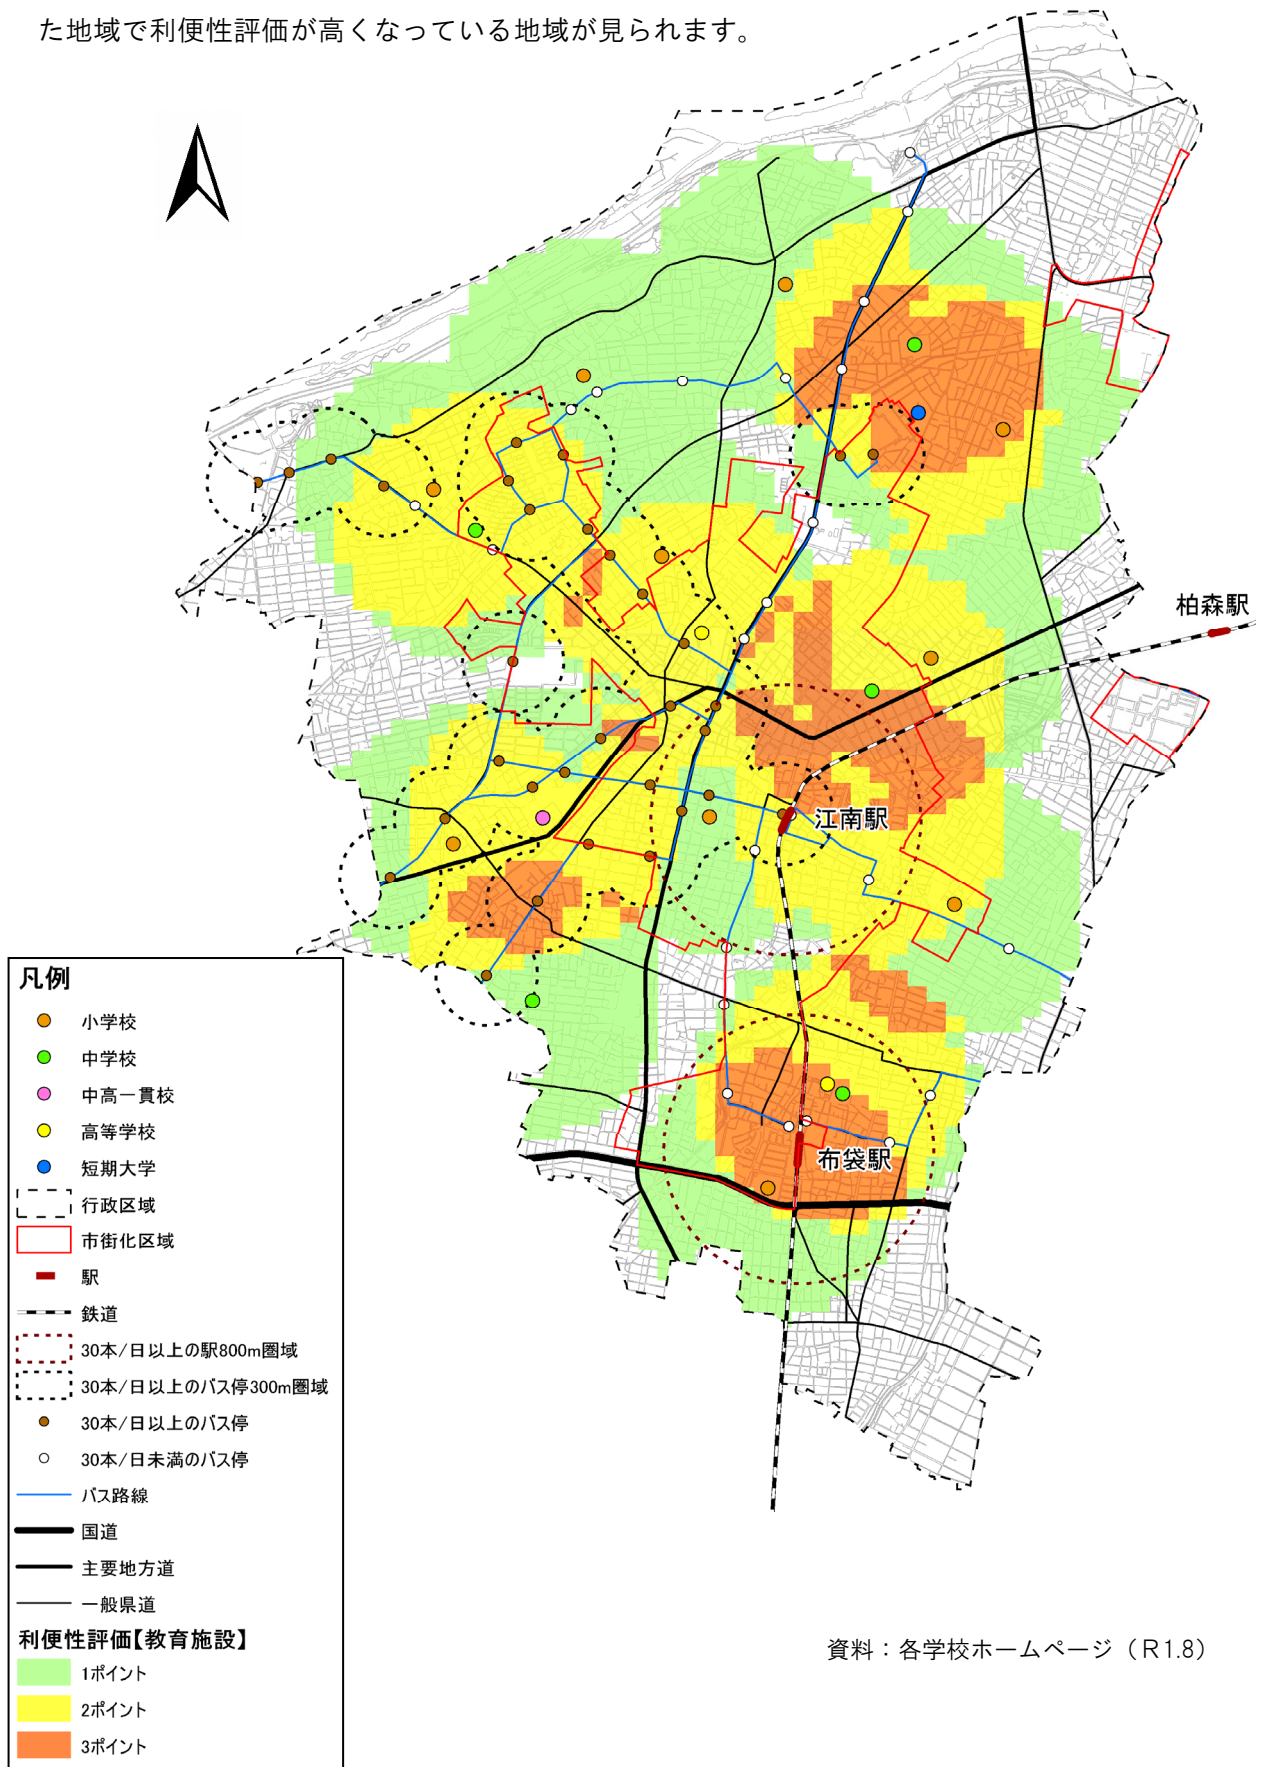 た地域で利便性評価が高くなっている地域が見られます。
柏森駅
江南駅
布袋駅
凡例
小学校
中学校
中高一貫校
高等学校
短期大学
行政区域
市街化区域
駅
鉄道
30本/日以上の駅800m圏域
30本/日以上のバス停300m圏域
30本/日以上のバス停
30本/日未満のバス停
バス路線
国道
主要地方道
一般県道
利便性評価【教育施設】
1ポイント
2ポイント
3ポイント
資料：各学校ホームページ（R1.8）